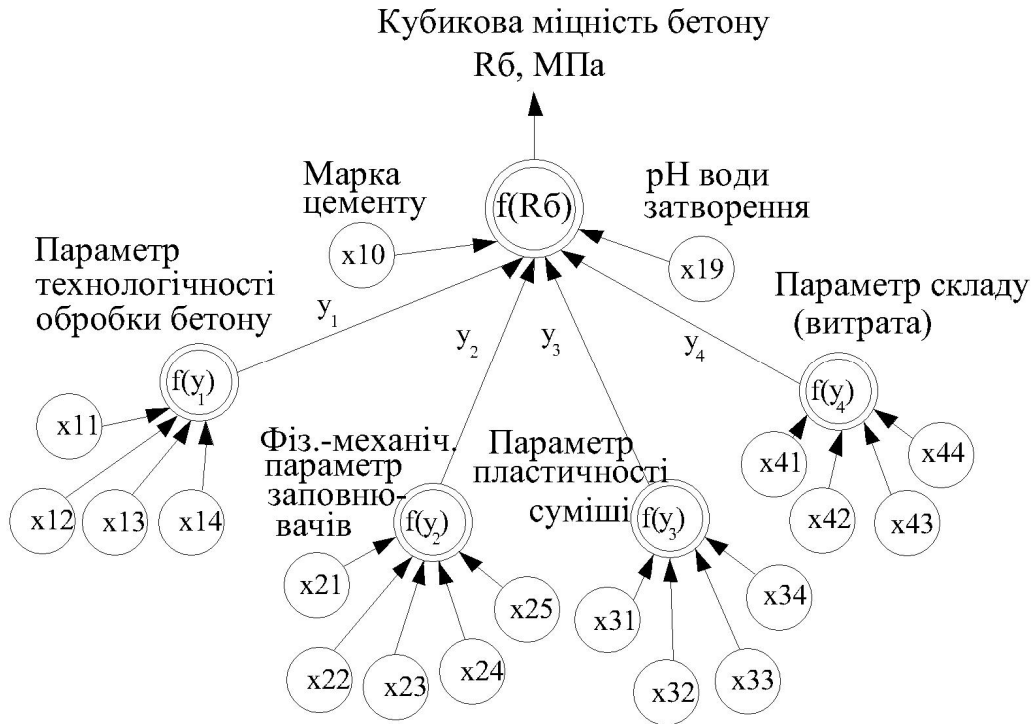 Кубикова міцність бетону
Rб, МПа
Марка
цементу
f(Rб)
pH води
затворення
x10
x19
Параметр
технологічності
обробки бетону
y1
y2
y3
y4
Параметр складу
(витрата)
f(y1)
f(y4)
x11
x12
x13
x14
Фіз.-механіч.
параметр
заповню-
вачів
f(y2)
Параметр
пластичності
суміші
f(y3)
x41
x42
x43
x44
x21
x22
x23
x24
x25
x31
x32
x33
x34